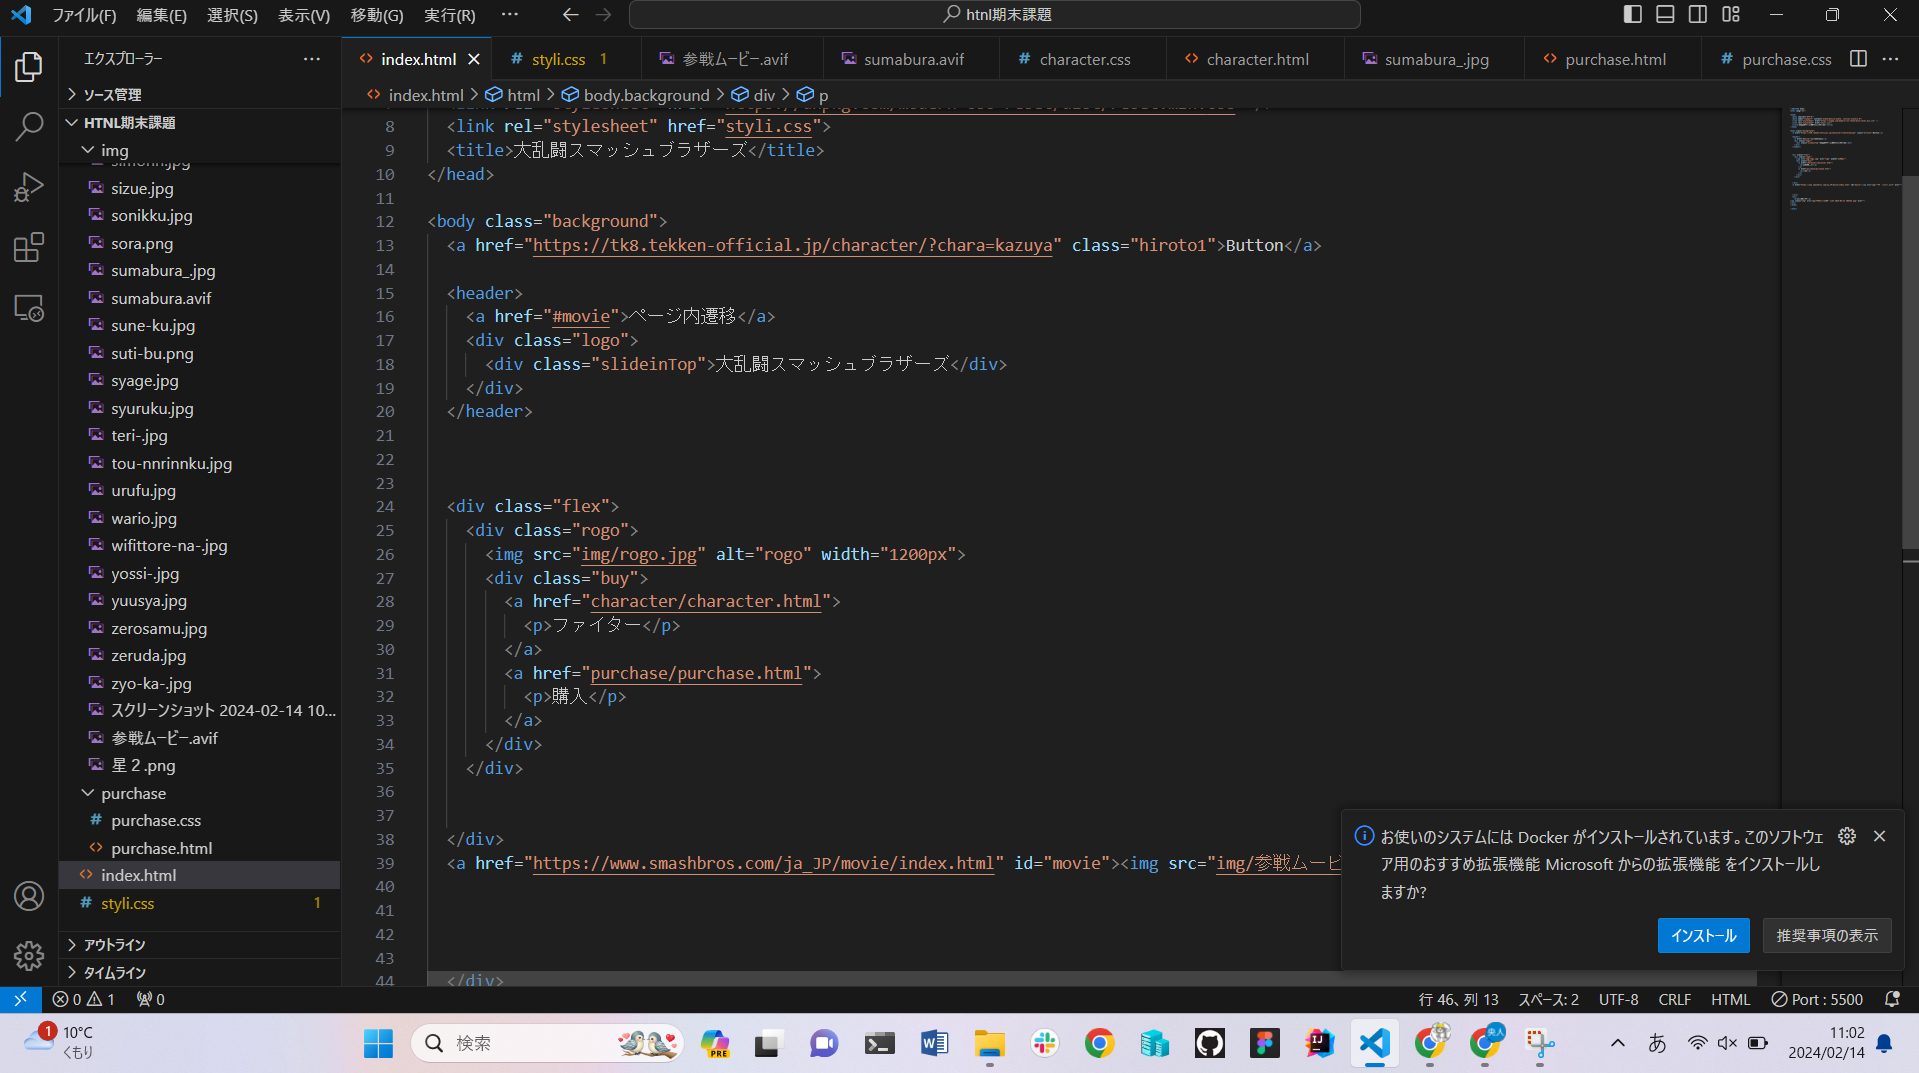 ファイル(F) 編集(E) 選択(S) 表示(V) 移動(G) 実行(R) ··· htnl期末課題
エクスプローラー ···
index.html styli.css 1 参戦ムービー.avif sumabura.avif character.css character.html sumabura_.jpg purchase.html purchase.css
index.html > html > body.background > div > p
ソース管理
HTNL期末課題
img
simonn.jpg
sizue.jpg
sonikku.jpg
sora.png
sumabura_.jpg
sumabura.avif
sune-ku.jpg
suti-bu.png
syage.jpg
syuruku.jpg
teri-.jpg
tou-nnrinnku.jpg
urufu.jpg
wario.jpg
wifittore-na-.jpg
yossi-.jpg
yuusya.jpg
zerosamu.jpg
zeruda.jpg
zyo-ka-.jpg
スクリーンショット 2024-02-14 10...
参戦ムービー.avif
星２.png
purchase
purchase.css
purchase.html
index.html
styli.css 1
アウトライン
タイムライン
8 <link rel="stylesheet" href="styli.css">
9 <title>大乱闘スマッシュブラザーズ</title>
10 </head>
11
12 <body class="background">
13 <a href="https://tk8.tekken-official.jp/character/?chara=kazuya" class="hiroto1">Button</a>
14
15 <header>
16 <a href="#movie">ページ内遷移</a>
17 <div class="logo">
18 <div class="slideinTop">大乱闘スマッシュブラザーズ</div>
19 </div>
20 </header>
21
22
23
24 <div class="flex">
25 <div class="rogo">
26 <img src="img/rogo.jpg" alt="rogo" width="1200px">
27 <div class="buy">
28 <a href="character/character.html">
29 <p>ファイター</p>
30 </a>
31 <a href="purchase/purchase.html">
32 <p>購入</p>
33 </a>
34 </div>
35 </div>
36
37
38 </div>
39 <a href="https://www.smashbros.com/ja_JP/movie/index.html" id="movie"><img src="img/参戦ムービ
40
41
42
43
44 </div>
お使いのシステムには Docker がインストールされています。このソフトウェ
ア用のおすすめ拡張機能 Microsoft からの拡張機能 をインストールし
ますか?
インストール 推奨事項の表示
0 1 0 行 46、列 13 スペース: 2 UTF-8 CRLF HTML Port : 5500
1 10°C
くもり
検索
PRE
あ
11:02
2024/02/14